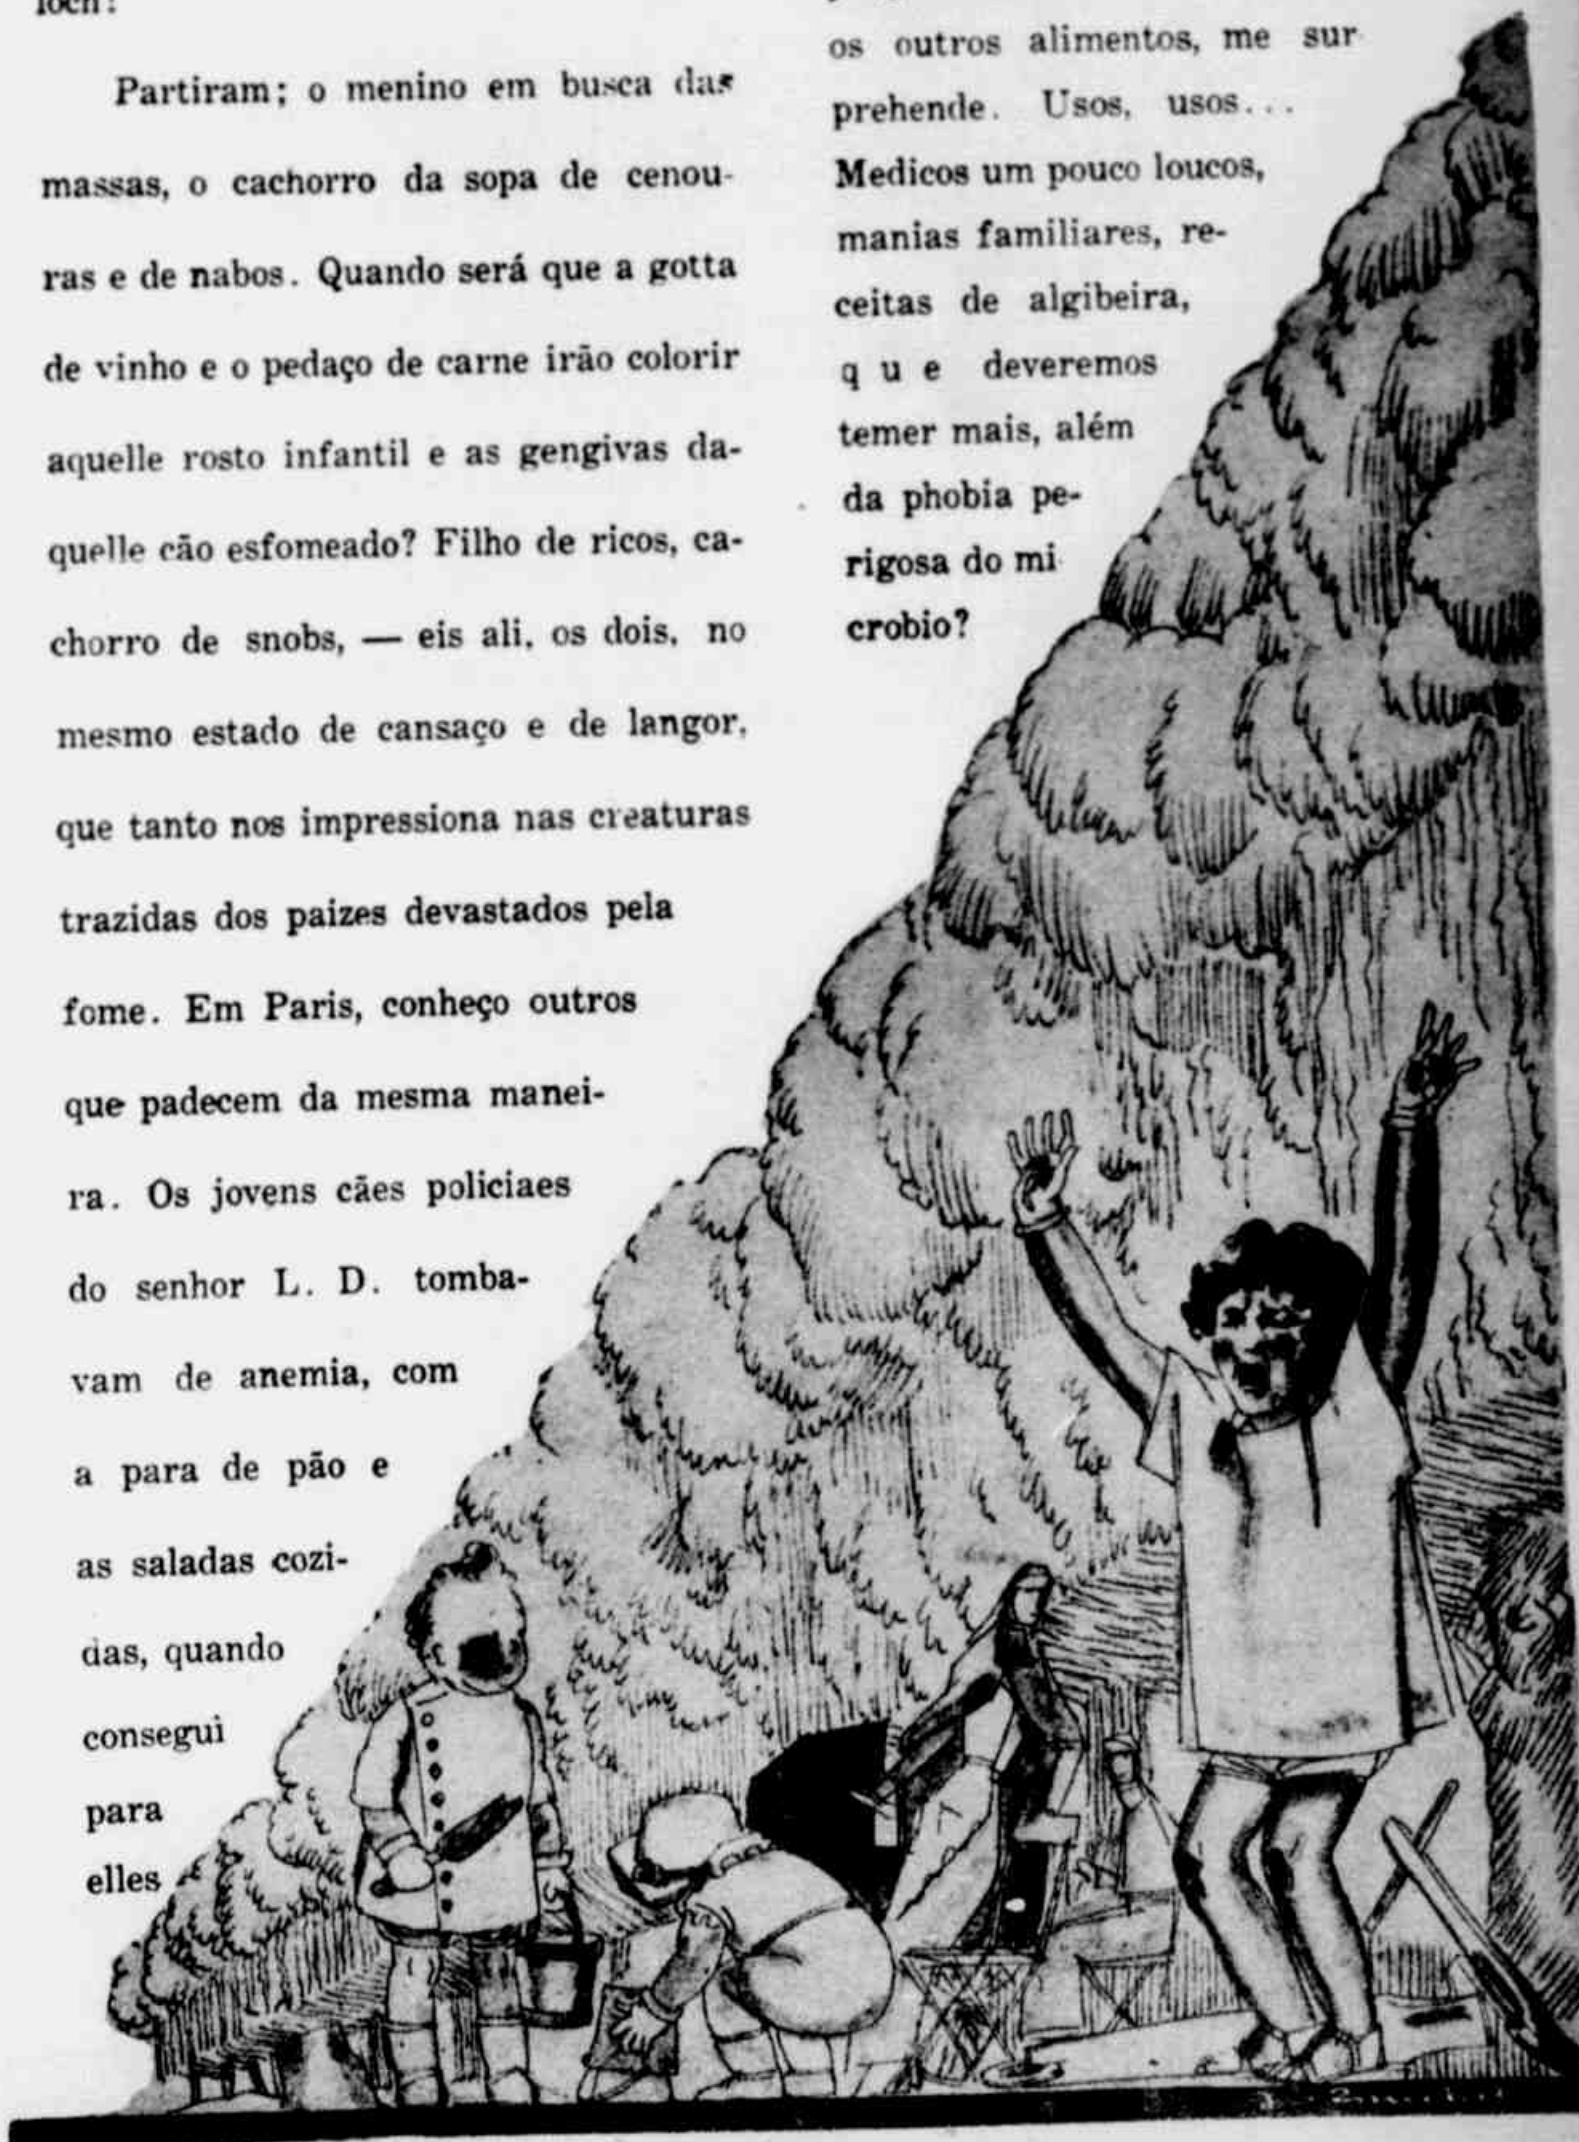 Partiram; o menino em busca das
massas, o cachorro da sopa de cenou-
ras e de nabos. Quando será que a gotta
de vinho e o pedaço de carne irão colorir
aquelle rosto infantil e as gengivas da-
quelle cão esfomeado? Filho de ricos, ca-
chorro de snobs, — eis ali, os dois, no
mesmo estado de cansaço e de langor,
que tanto nos impressiona nas creaturas
trazidas dos paizes devastados pela
fome. Em Paris, conheço outros
que padecem da mesma manei-
ra. Os jovens cães policiaes
do senhor L. D. tomba-
vam de anemia, com
a para de pão e
as saladas cozi-
das, quando
consegui
para
elles
os outros alimentos, me sur
prehende. Usos, usos...
Medicos um pouco loucos,
manias familiares, re-
ceitas de algibeira,
que deveremos
temer mais, além
da phobia pe-
rigosa do mi
crobio?